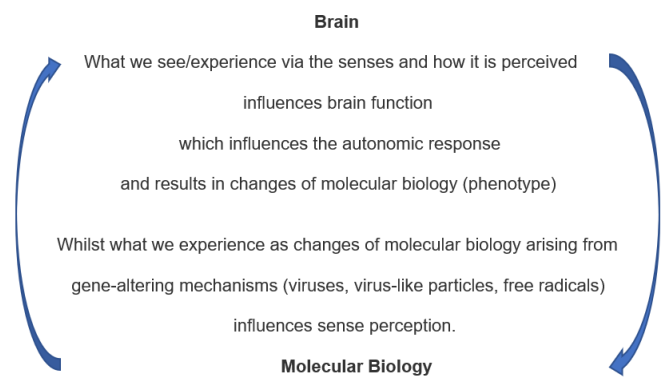 Brain
What we see/experience via the senses and how it is perceived
influences brain function
which influences the autonomic response
and results in changes of molecular biology (phenotype)
Whilst what we experience as changes of molecular biology arising from
gene-altering mechanisms (viruses, virus-like particles, free radicals)
influences sense perception.
Molecular Biology